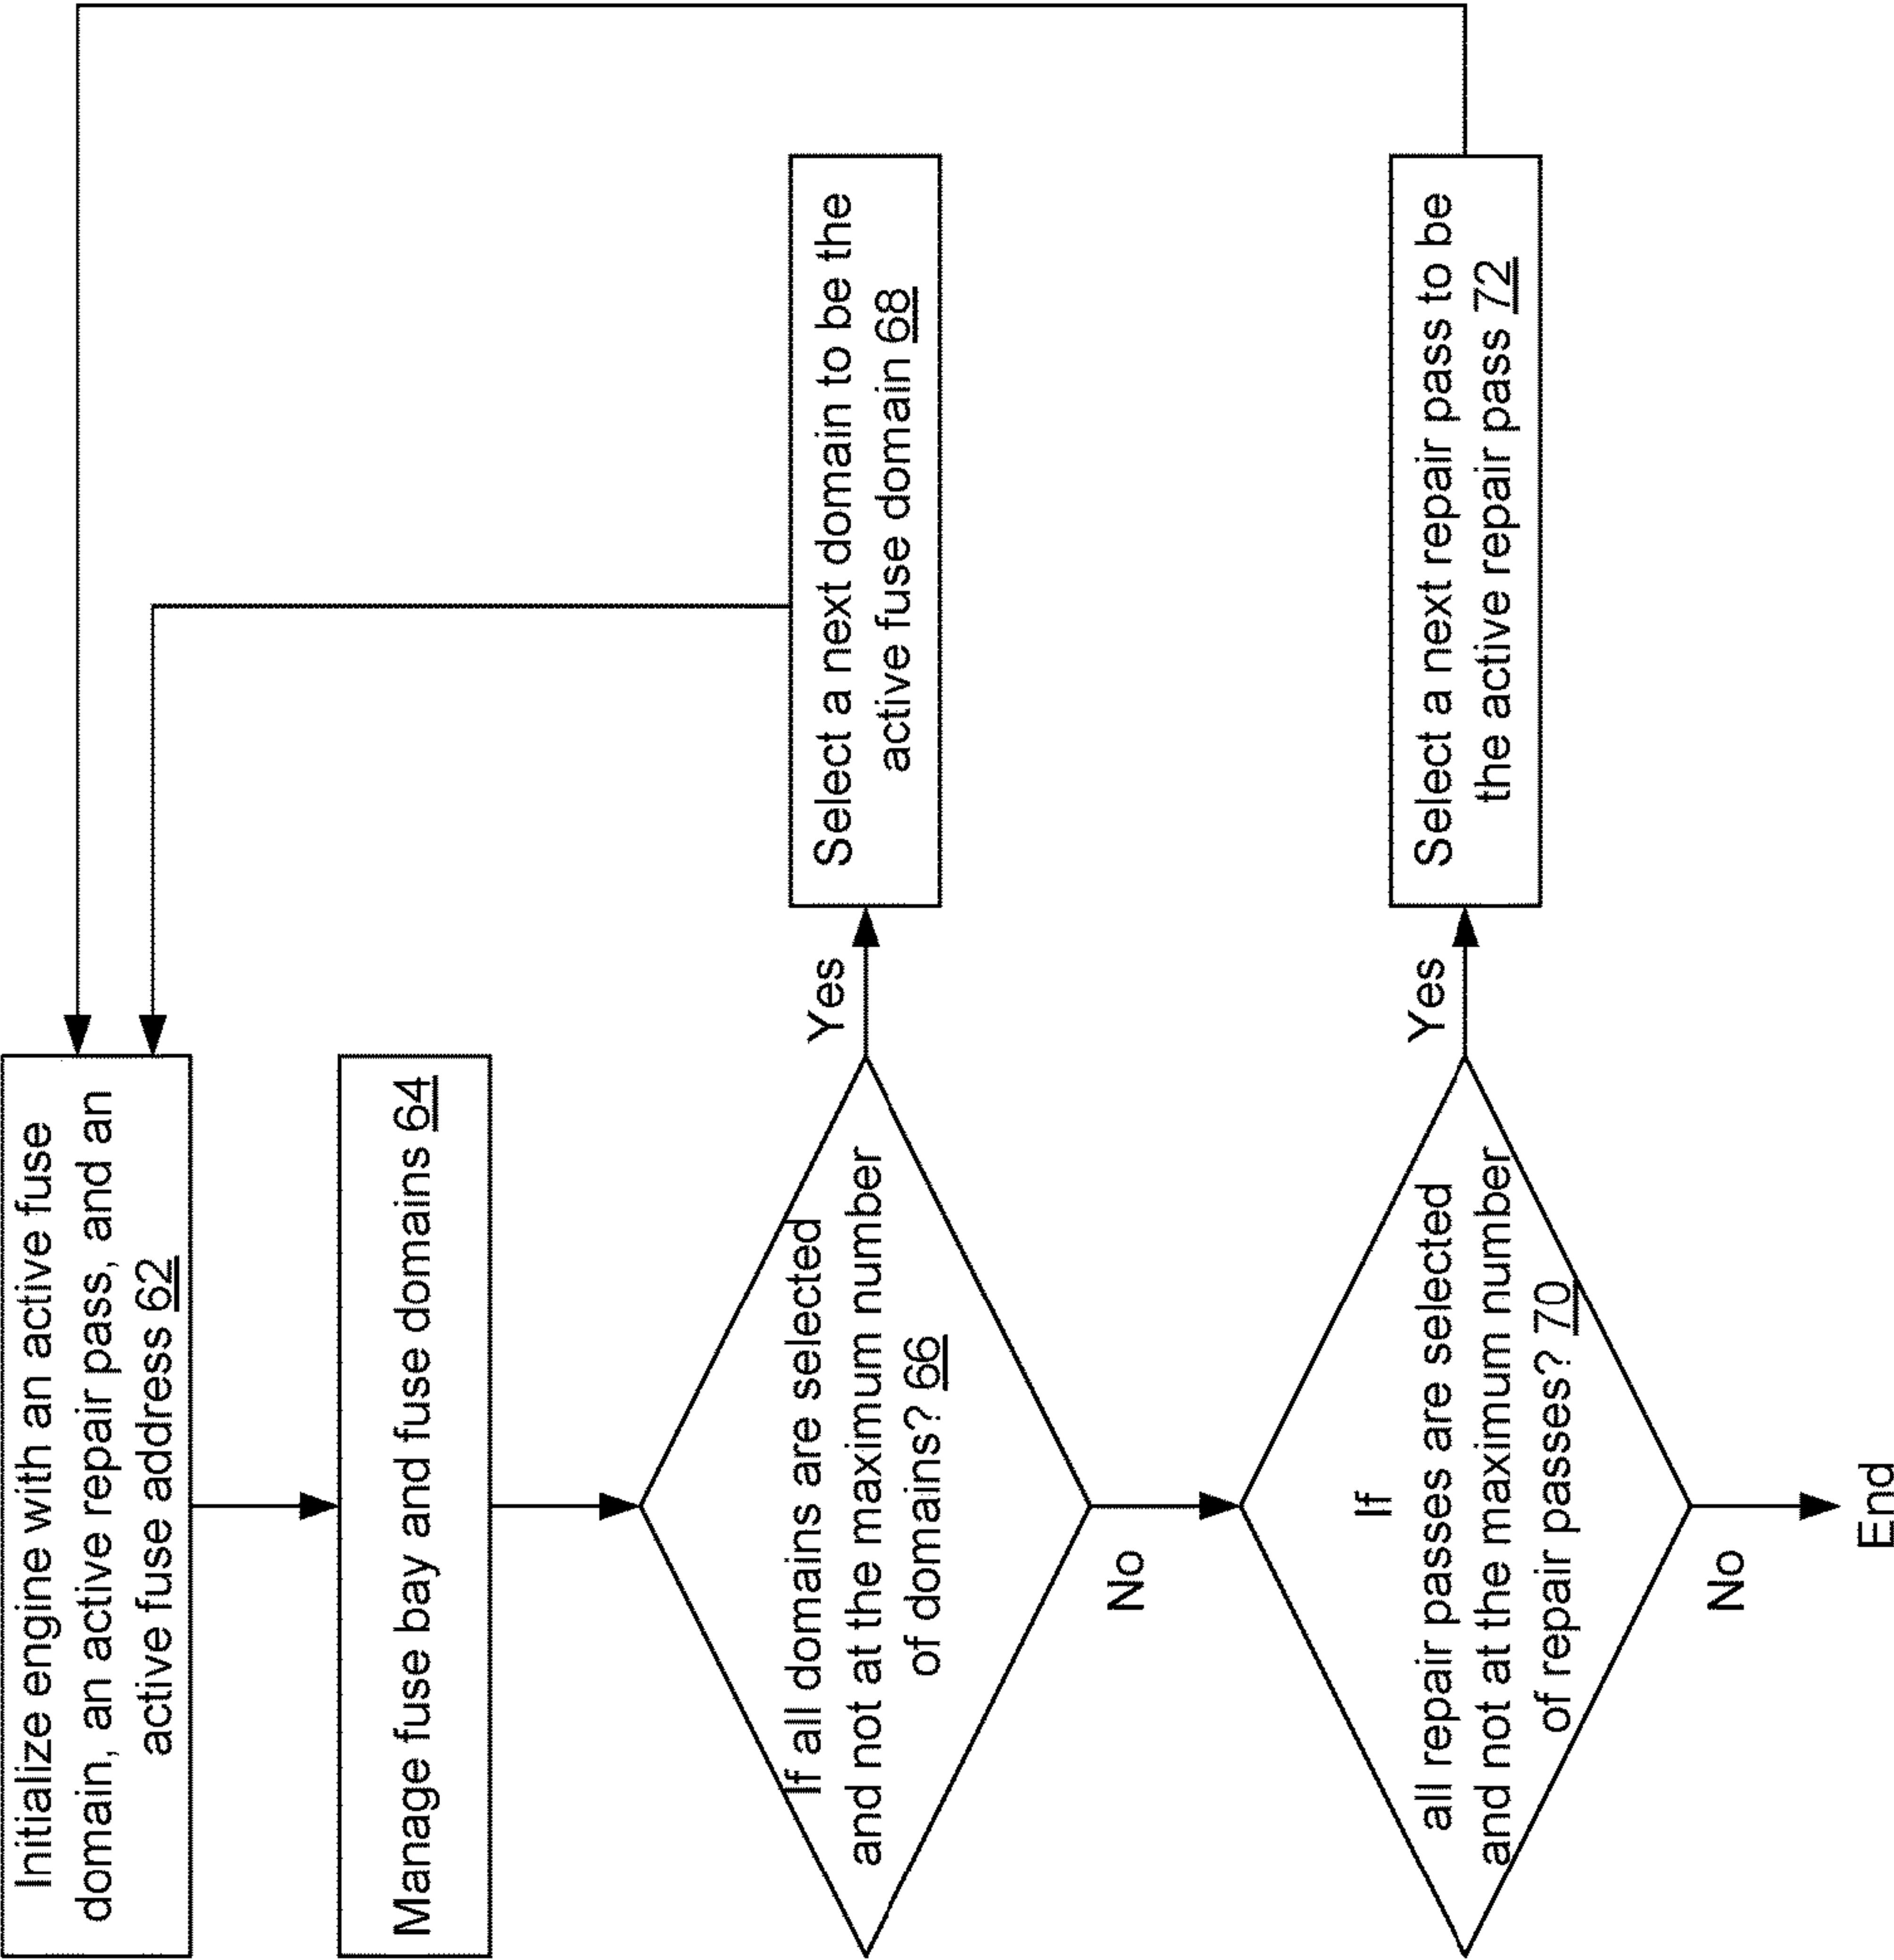 Initialize engine with an active fuse
domain, an active repair pass, and an
active fuse address 62
Manage fuse bay and fuse domains 64
If all domains are selected
and not at the maximum number
of domains? 66
Yes
Select a next domain to be the
active fuse domain 68
No
If
all repair passes are selected
and not at the maximum number
of repair passes? 70
Yes
Select a next repair pass to be
the active repair pass 72
No
End